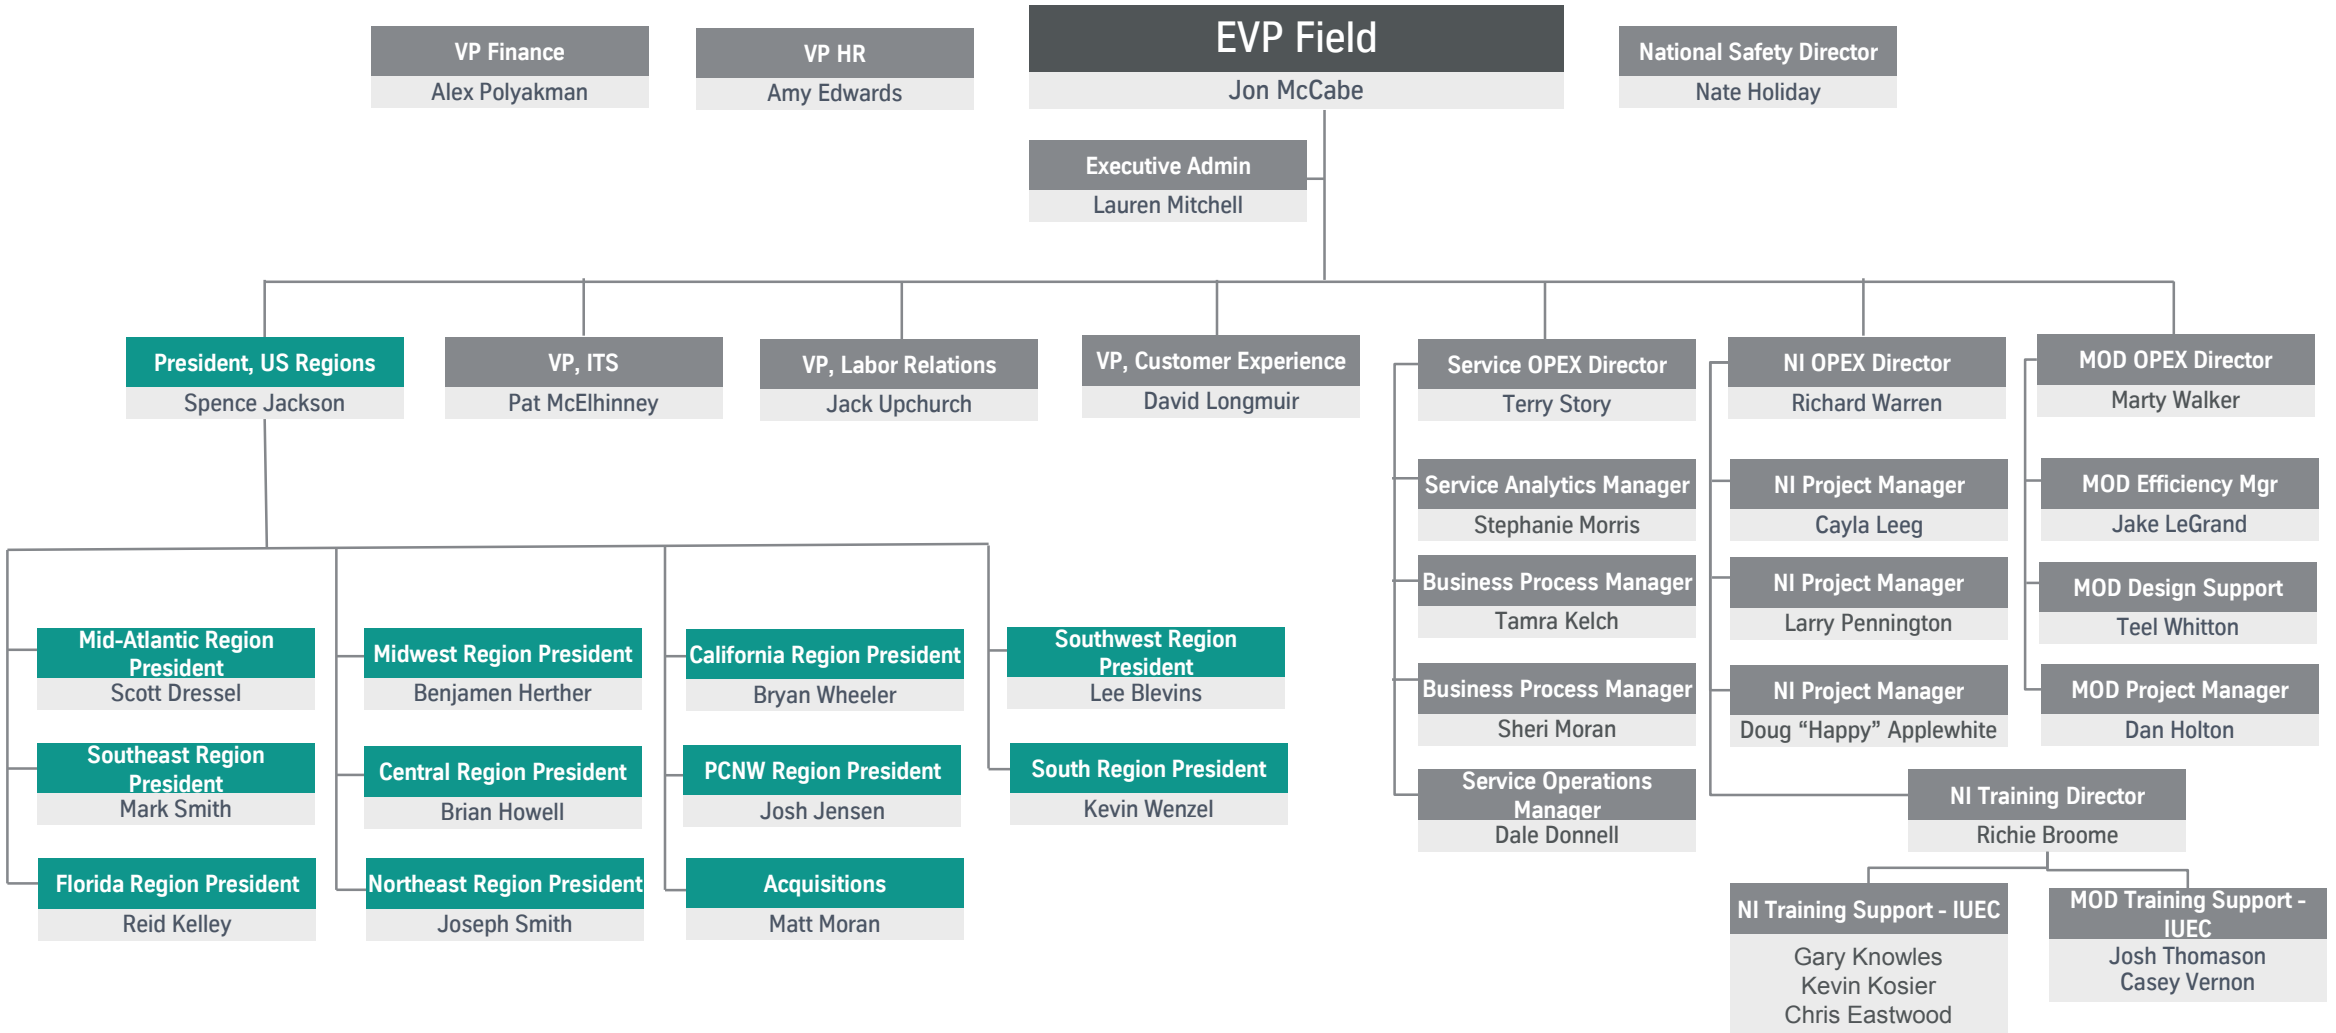 VP Finance
Alex Polyakman
VP HR
Amy Edwards
EVP Field
Jon McCabe
National Safety Director
Nate Holiday
Executive Admin
Lauren Mitchell
President, US Regions
Spence Jackson
VP, ITS
Pat McElhinney
VP, Labor Relations
Jack Upchurch
VP, Customer Experience
David Longmuir
Service OPEX Director
Terry Story
NI OPEX Director
Richard Warren
MOD OPEX Director
Marty Walker
Mid-Atlantic Region
President
Scott Dressel
Southeast Region
President
Mark Smith
Florida Region President
Reid Kelley
Midwest Region President
Benjamen Herther
Central Region President
Brian Howell
Northeast Region President
Joseph Smith
California Region President
Bryan Wheeler
PCNW Region President
Josh Jensen
Acquisitions
Matt Moran
Southwest Region
President
Lee Blevins
South Region President
Kevin Wenzel
Service Analytics Manager
Stephanie Morris
Business Process Manager
Tamra Kelch
Business Process Manager
Sheri Moran
Service Operations
Manager
Dale Donnell
NI Project Manager
Cayla Leeg
NI Project Manager
Larry Pennington
NI Project Manager
Doug “Happy” Applewhite
MOD Efficiency Mgr
Jake LeGrand
MOD Design Support
Teel Whitton
MOD Project Manager
Dan Holton
NI Training Director
Richie Broome
NI Training Support - IUEC
Gary Knowles
Kevin Kosier
Chris Eastwood
MOD Training Support -
IUEC
Josh Thomason
Casey Vernon